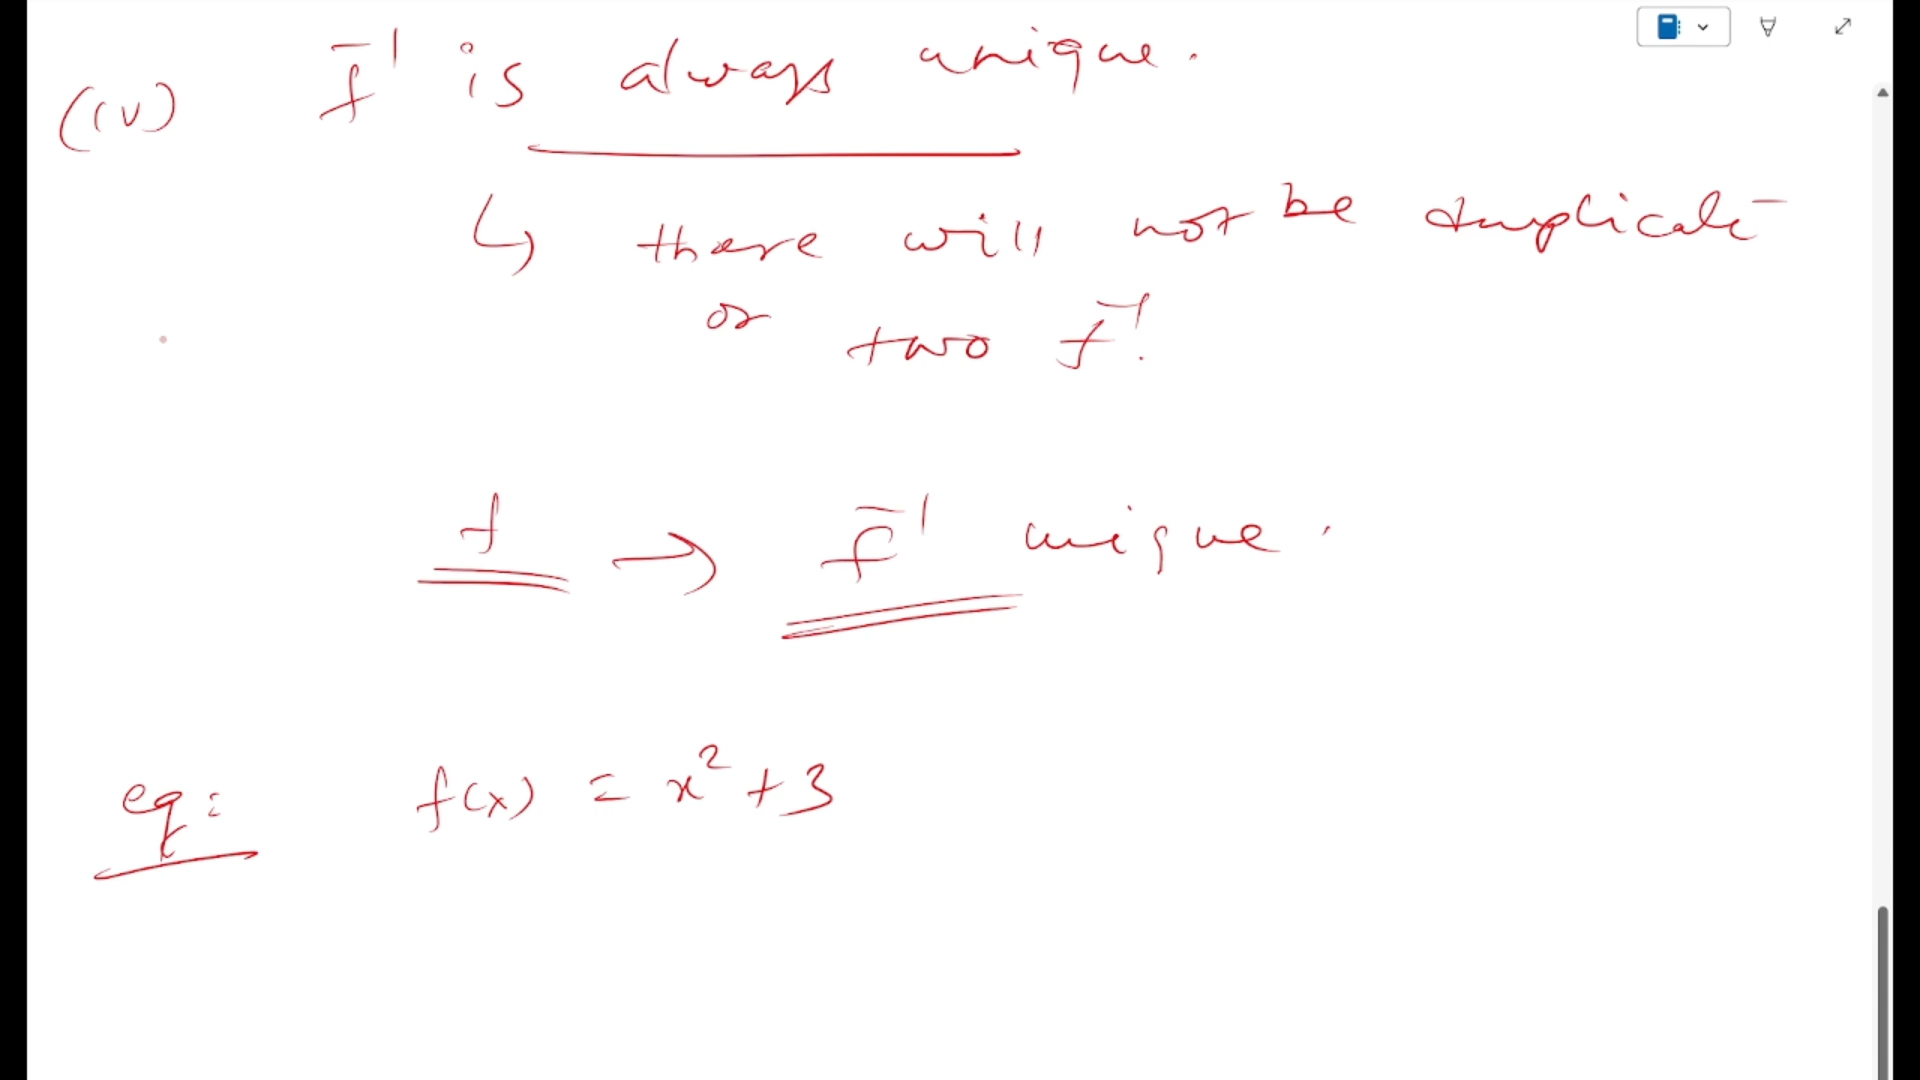 (iv) f⁻¹ is always unique.
↳ there will not be duplicate
or two f⁻¹.
f → f⁻¹ unique.
eg: f(x) = x² + 3